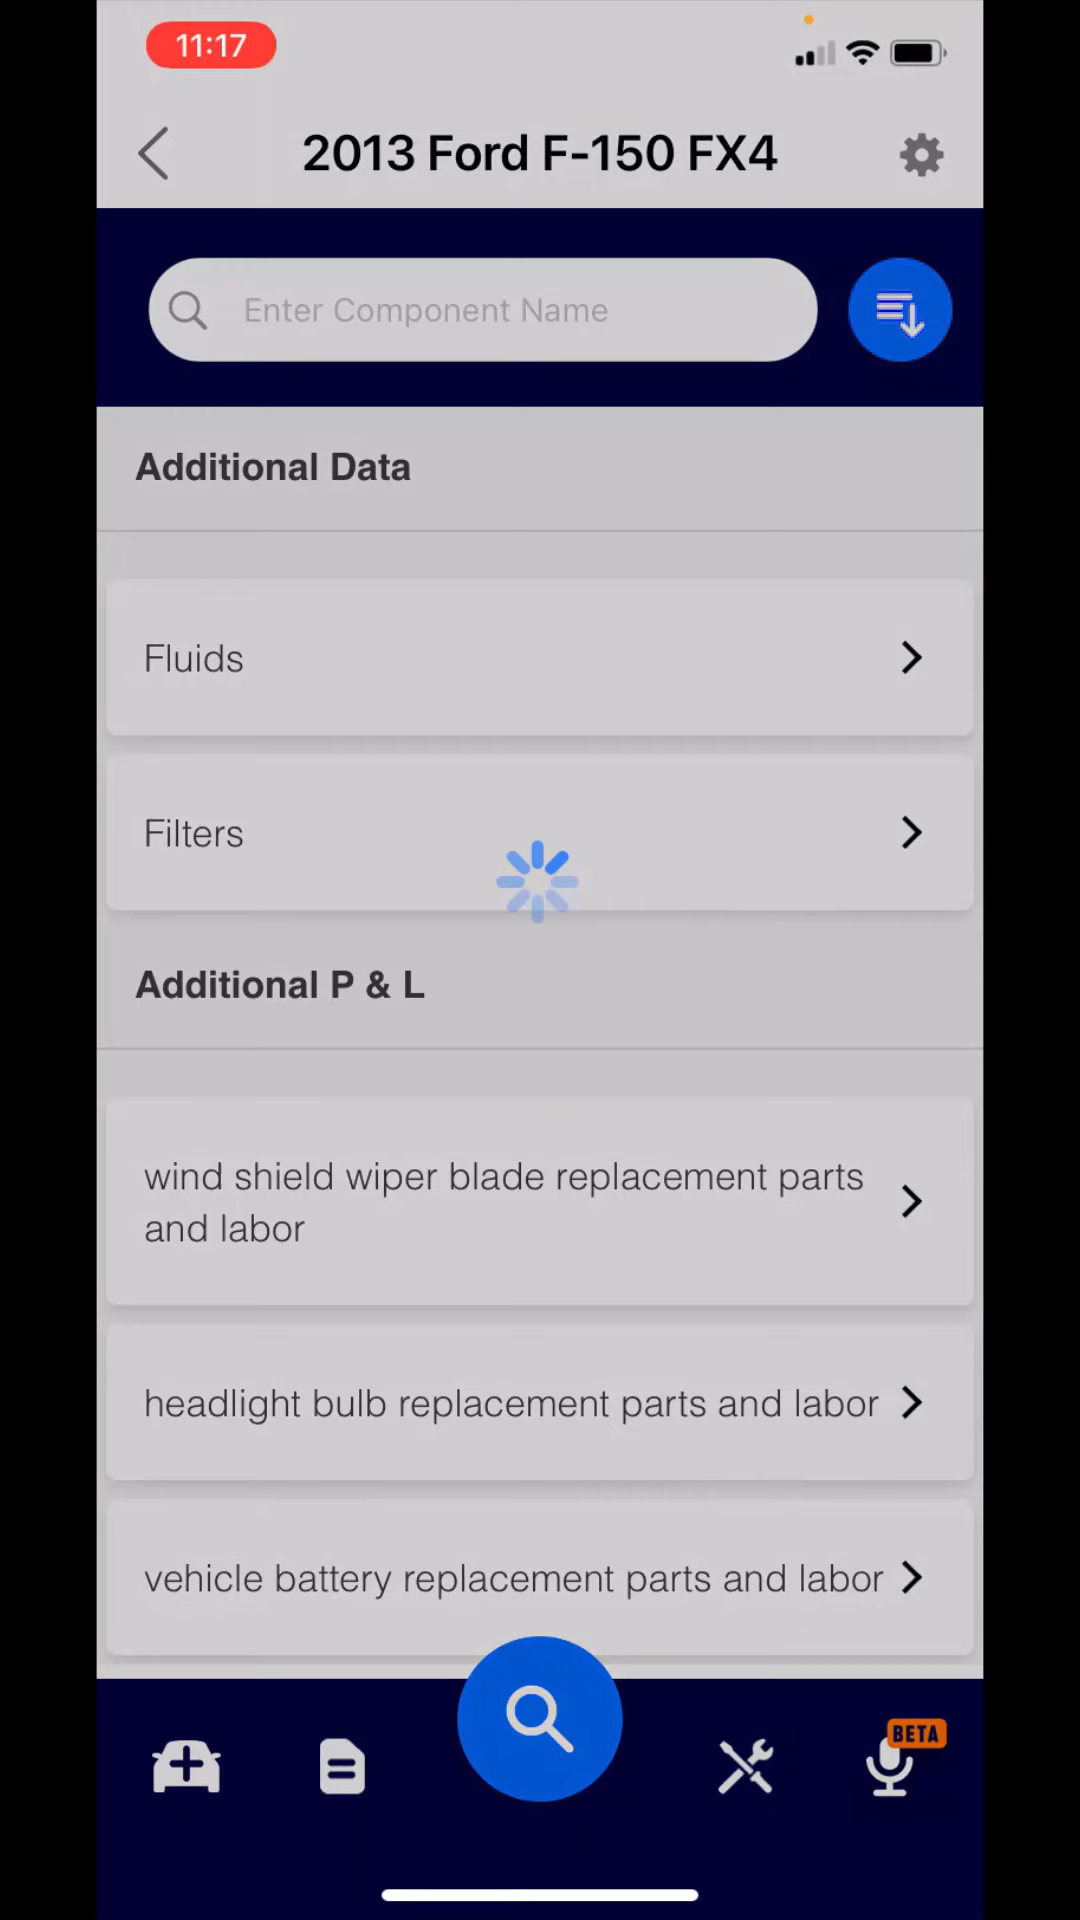 11:17
2013 Ford F-150 FX4
Enter Component Name
Additional Data
Fluids
Filters
Additional P & L
wind shield wiper blade replacement parts
and labor
headlight bulb replacement parts and labor
vehicle battery replacement parts and labor
BETA